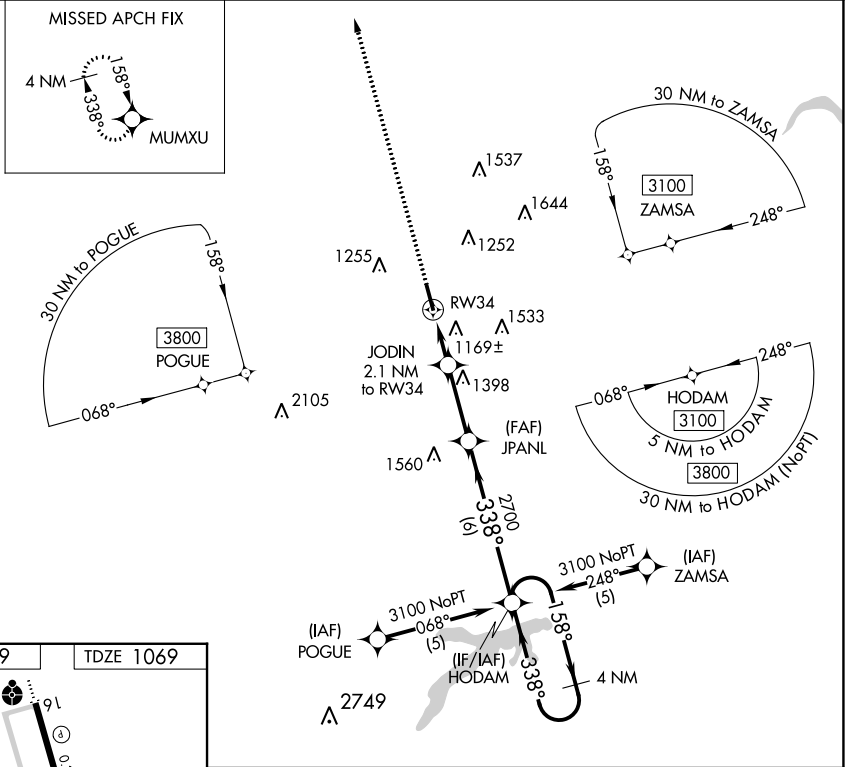 MISSED APCH FIX
4 NM
158°
338°
MUMXU
30 NM to ZAMSA
158°
3100
ZAMSA
248°
1537
1644
1252
1255
30 NM to POGUE
158°
3800
POGUE
068°
RW34
1533
1169±
JODIN
2.1 NM
to RW34
1398
2105
(FAF)
JPANL
1560
248°
068°
HODAM
3100
5 NM to HODAM
3800
30 NM to HODAM (NoPT)
2700
338°
(6)
3100 NoPT
248°
(5)
(IAF)
ZAMSA
3100 NoPT
068°
(5)
(IAF)
POGUE
(IF/IAF)
HODAM
158°
338°
4 NM
2749
9
TDZE 1069
16
P